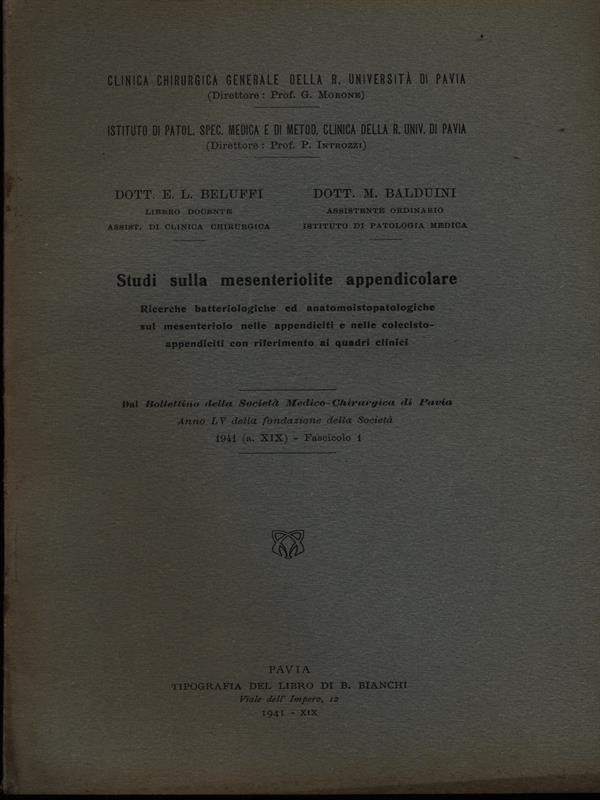 CLINICA CHIRURGICA GENERALE DELLA R. UNIVERSITÀ DI PAVIA
(Direttore: Prof. G. MORONE)
ISTITUTO DI PATOL. SPEC. MEDICA E DI METOD. CLINICA DELLA R. UNIV. DI PAVIA
(Direttore: Prof. P. INTROZZI)
DOTT. E. L. BELUFFI
LIBERO DOCENTE
ASSIST. DI CLINICA CHIRURGICA
DOTT. M. BALDUINI
ASSISTENTE ORDINARIO
ISTITUTO DI PATOLOGIA MEDICA
Studi sulla mesenteriolite appendicolare
Ricerche batteriologiche ed anatomoistopatologiche
sul mesenteriolo nelle appendiciti e nelle colecisto-
appendiciti con riferimento ai quadri clinici
Dal Bollettino della Società Medico-Chirurgica di Pavia
Anno LV della fondazione della Società
1941 (a. XIX) - Fascicolo 1
PAVIA
TIPOGRAFIA DEL LIBRO DI B. BIANCHI
Viale dell' Impero, 12
1941 - XIX